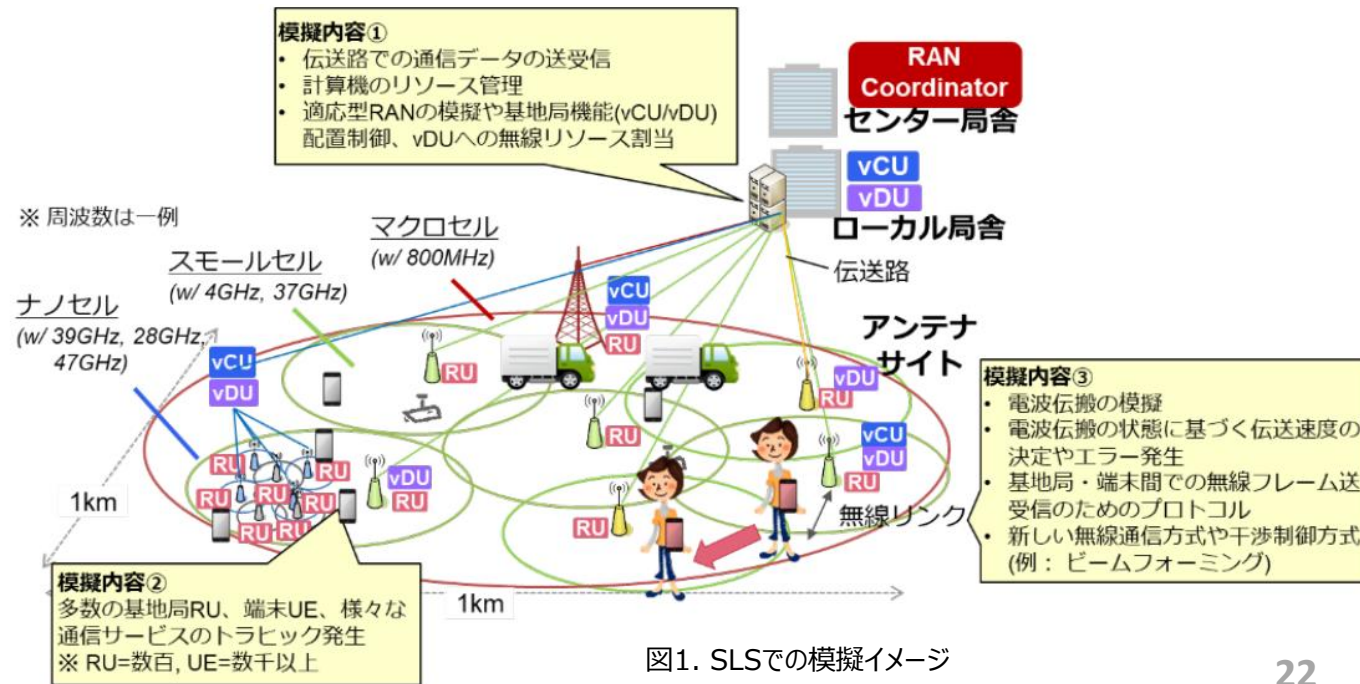 模擬内容①
• 伝送路での通信データの送受信
• 計算機のリソース管理
• 適応型RANの模擬や基地局機能(vCU/vDU)
配置制御、vDUへの無線リソース割当
RAN
Coordinator
センター局舎
vCU
vDU
ローカル局舎
伝送路
※ 周波数は一例
マクロセル
(w/ 800MHz)
スモールセル
(w/ 4GHz, 37GHz)
ナノセル
(w/ 39GHz, 28GHz,
47GHz)
vCU
vDU
RU
アンテナ
サイト
vCU
vDU
RU
RU
vDU
RU
RU
vCU
vDU
RU
vDU
RU
RU
RU
RU
RU
RU
RU
RU
RU
RU
無線リンク
1km
1km
模擬内容②
多数の基地局RU、端末UE、様々な
通信サービスのトラヒック発生
※ RU=数百, UE=数千以上
模擬内容③
• 電波伝搬の模擬
• 電波伝搬の状態に基づく伝送速度の
決定やエラー発生
• 基地局・端末間での無線フレーム送
受信のためのプロトコル
• 新しい無線通信方式や干渉制御方式
(例： ビームフォーミング)
図1. SLSでの模擬イメージ
22